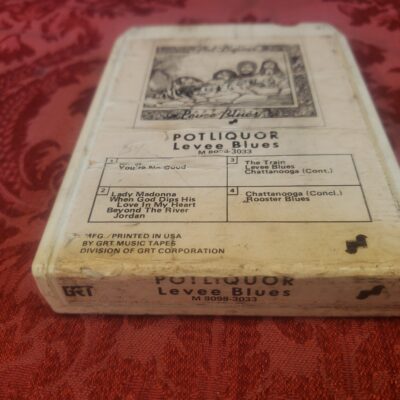 Levee Blues
POTLIQUOR
Levee Blues
M 8098-3033
1
You're No Good
2
Lady Madonna
When God Dips His
Love In My Heart
Beyond The River
Jordan
3
The Train
Levee Blues
Chattanooga (Cont.)
4
Chattanooga (Concl.)
Rooster Blues
MFG./PRINTED IN USA
BY GRT MUSIC TAPES
DIVISION OF GRT CORPORATION
GRT
POTLIQUOR
Levee Blues
M 8098-3033